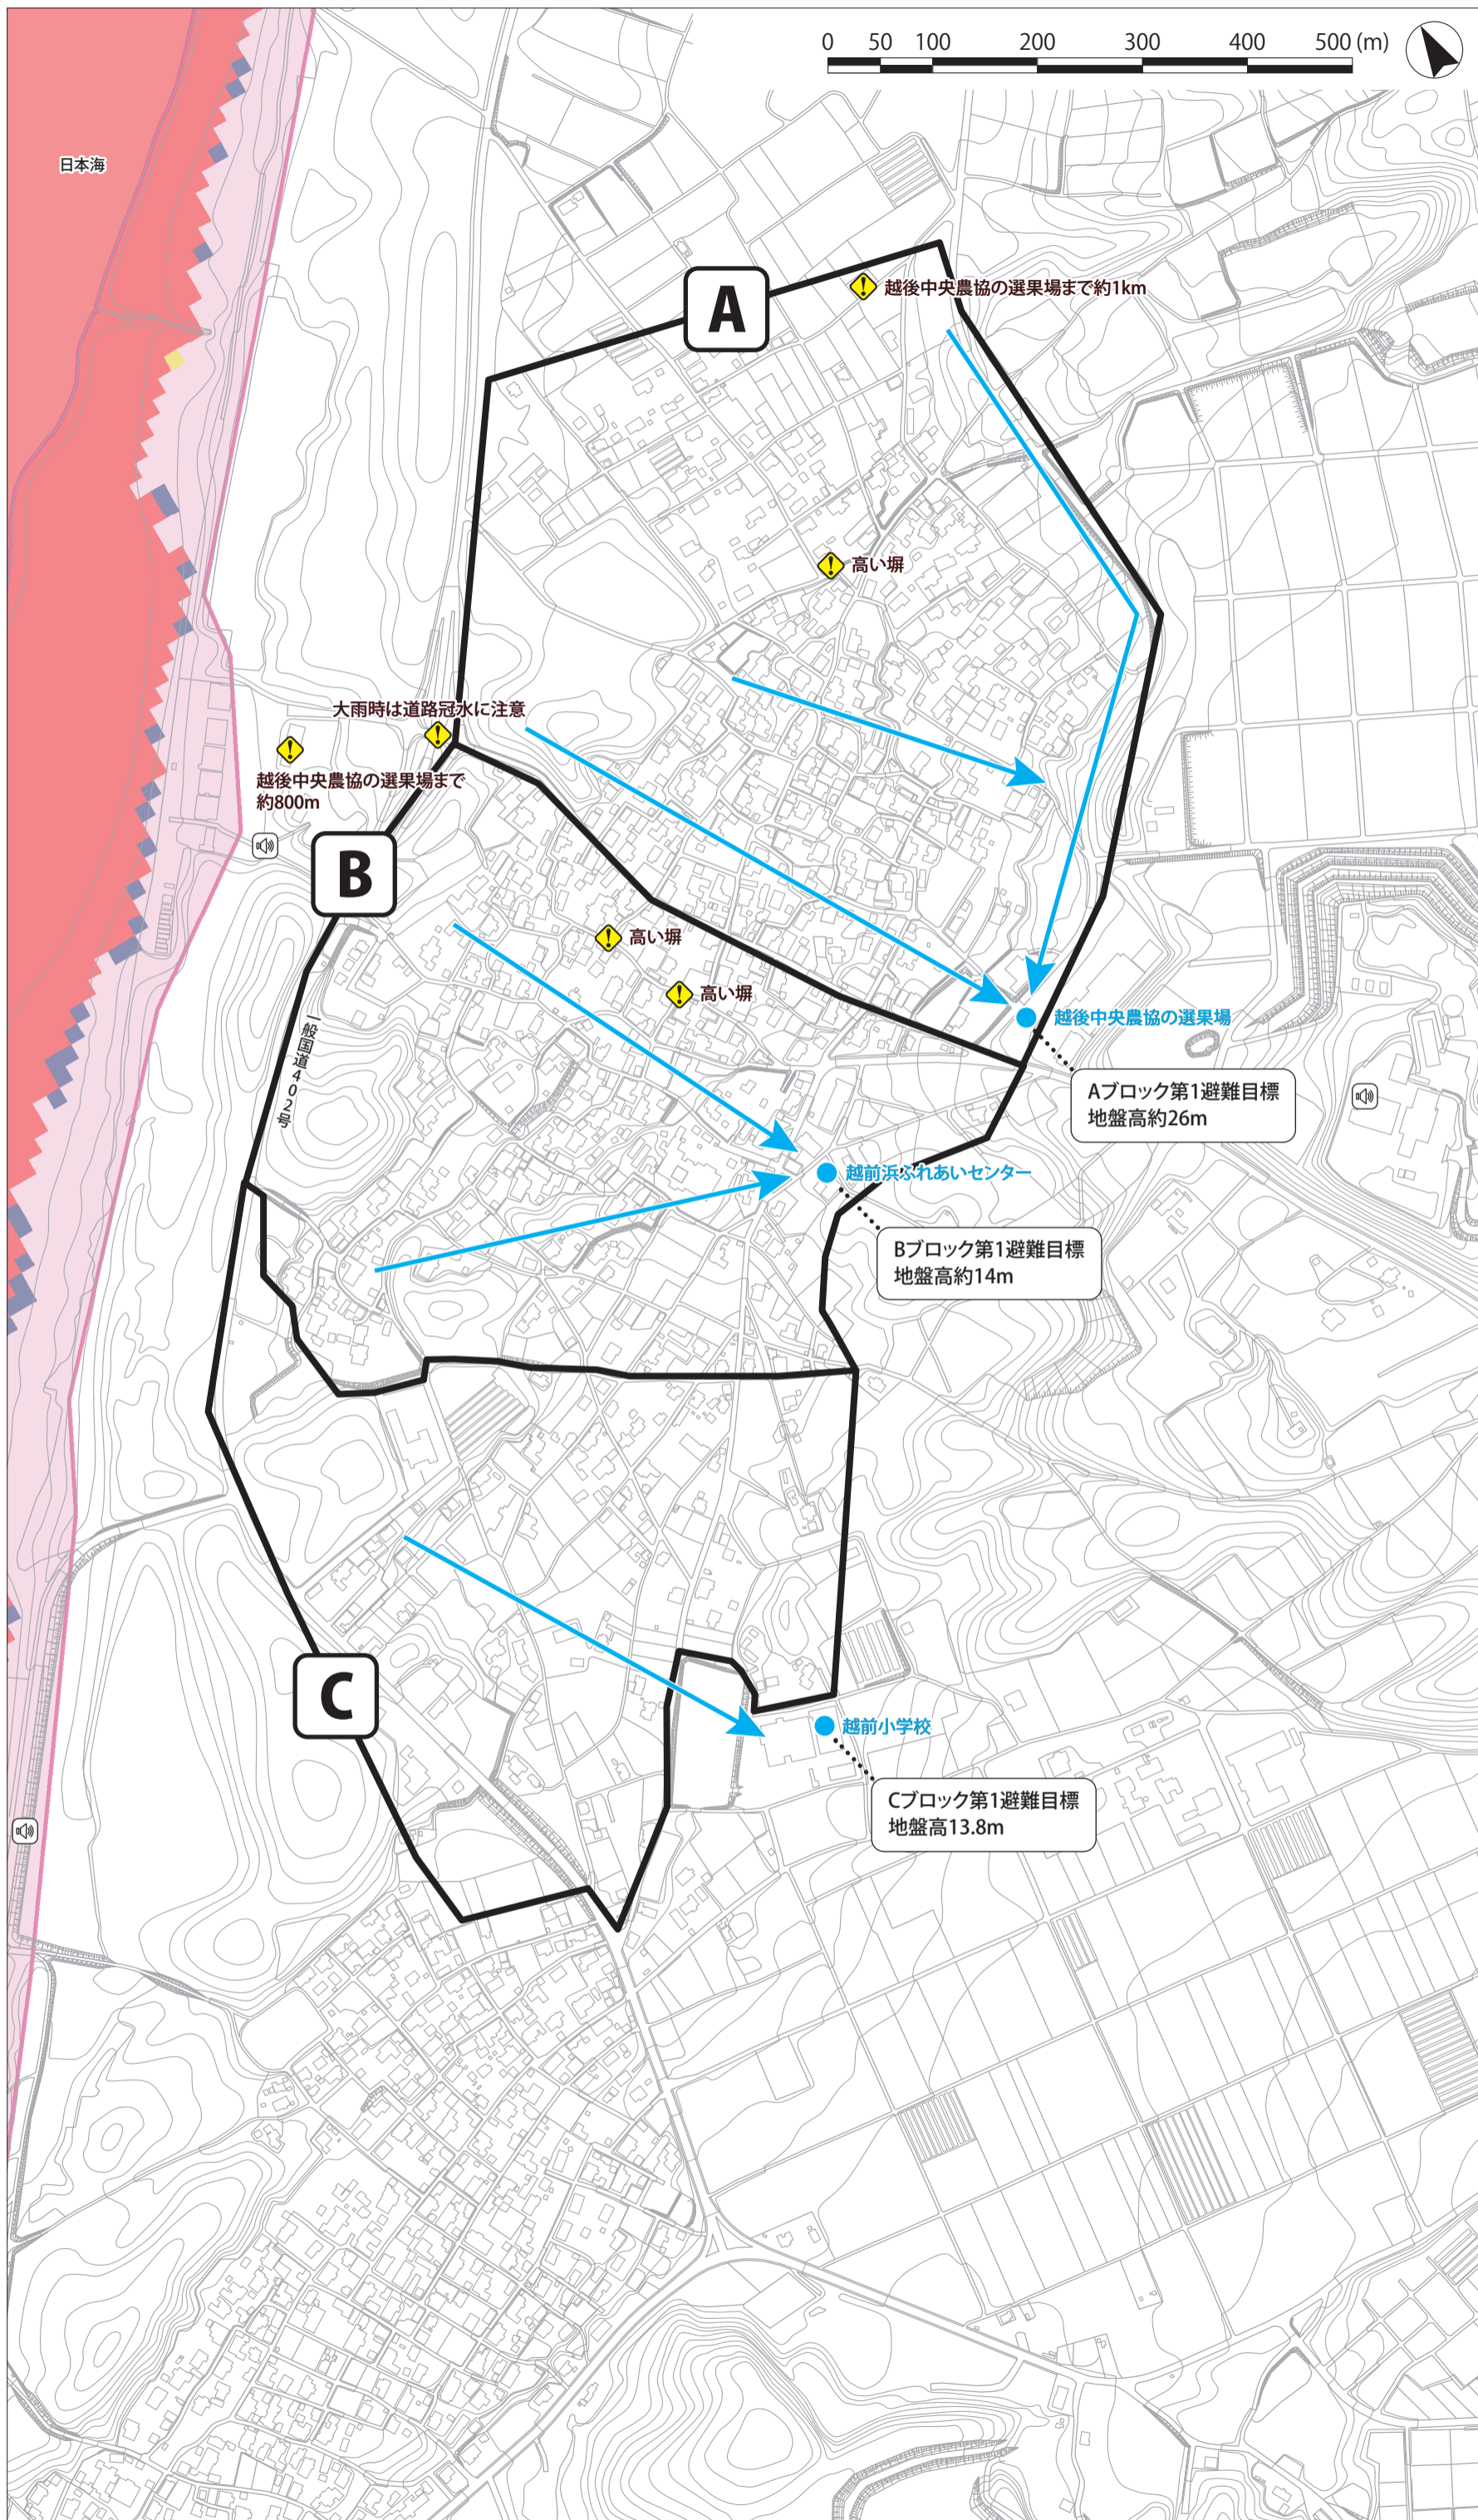 0 50 100 200 300 400 500 (m)
日本海
A
越後中央農協の選果場まで約1km
高い塀
大雨時は道路冠水に注意
越後中央農協の選果場まで
約800m
B
高い塀
高い塀
一般国道402号
越後中央農協の選果場
Aブロック第1避難目標
地盤高約26m
越前浜ふれあいセンター
Bブロック第1避難目標
地盤高約14m
C
越前小学校
Cブロック第1避難目標
地盤高13.8m